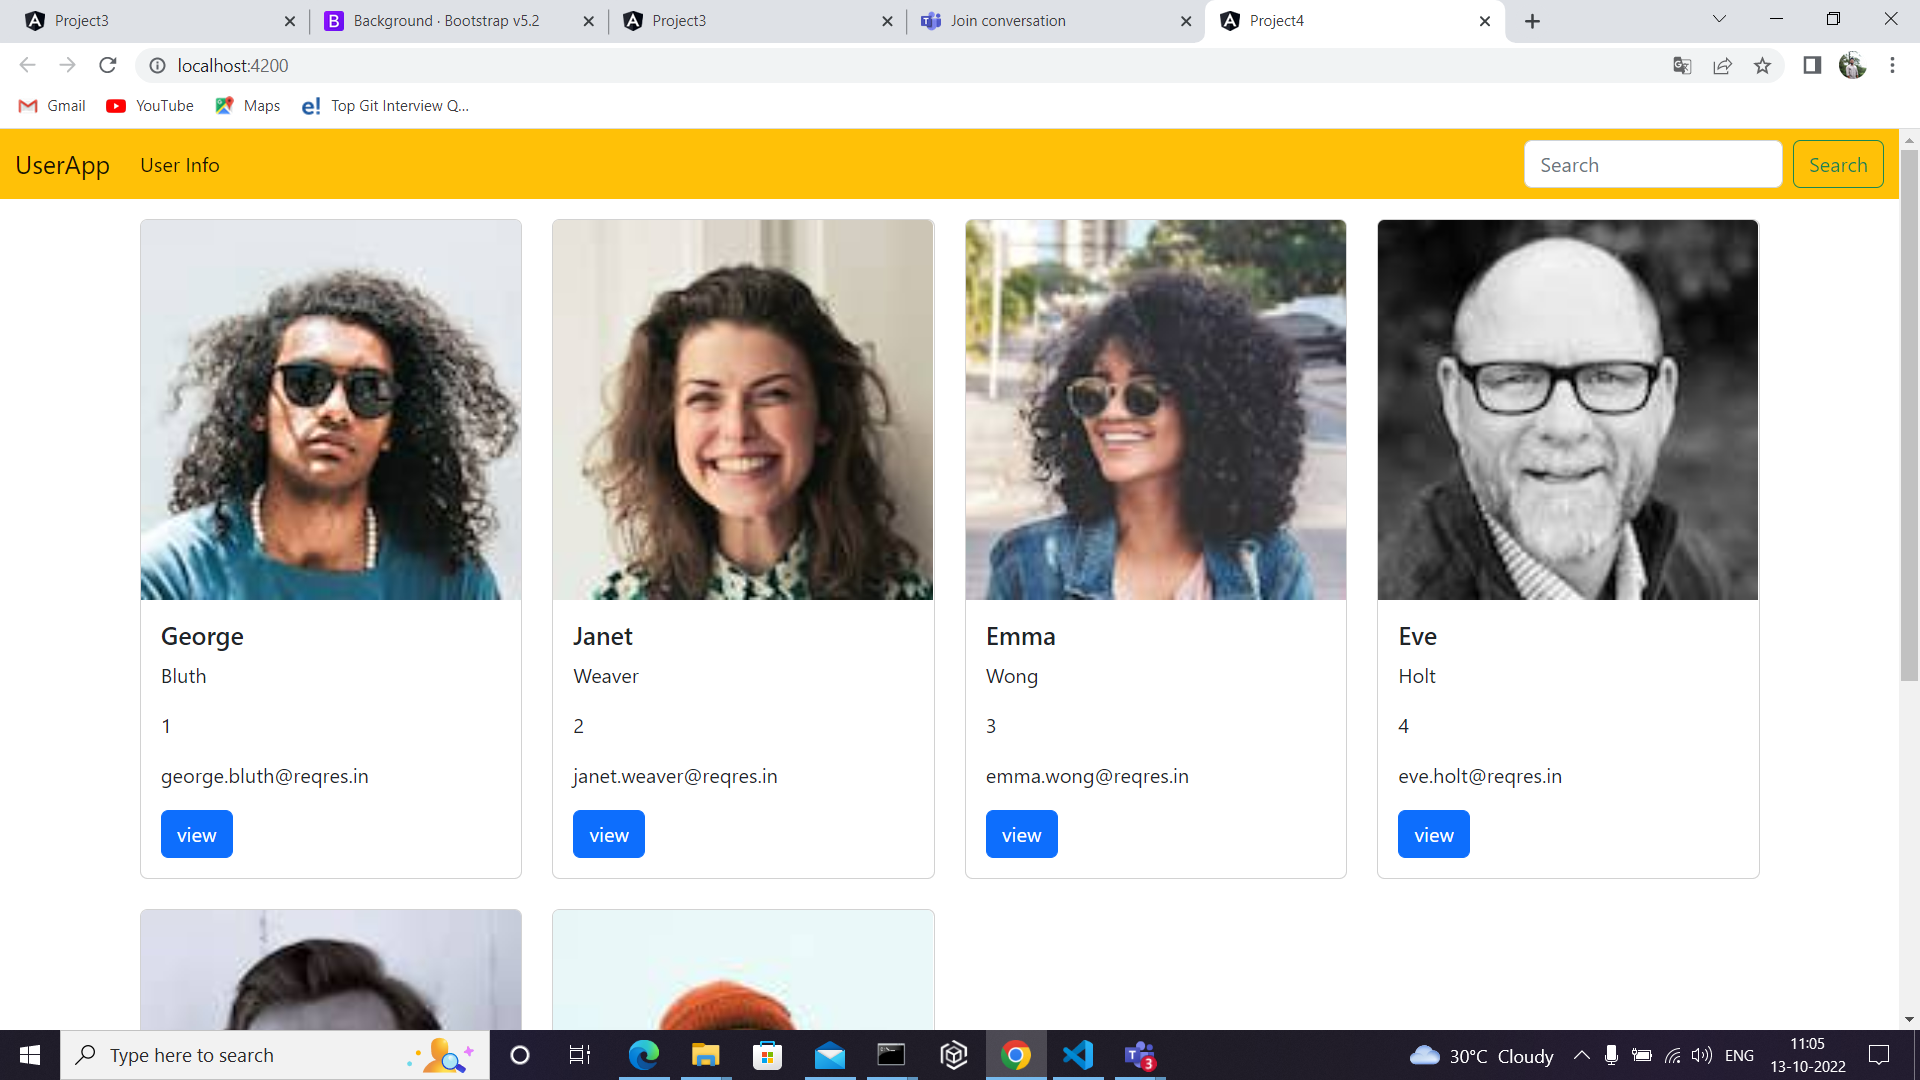 Project3
Background · Bootstrap v5.2
Project3
Join conversation
Project4
localhost:4200
Gmail
YouTube
Maps
e!
Top Git Interview Q...
UserApp
User Info
Search
Search
George
Bluth
1
george.bluth@reqres.in
view
Janet
Weaver
2
janet.weaver@reqres.in
view
Emma
Wong
3
emma.wong@reqres.in
view
Eve
Holt
4
eve.holt@reqres.in
view
Type here to search
3
30°C Cloudy
ENG
11:05
13-10-2022